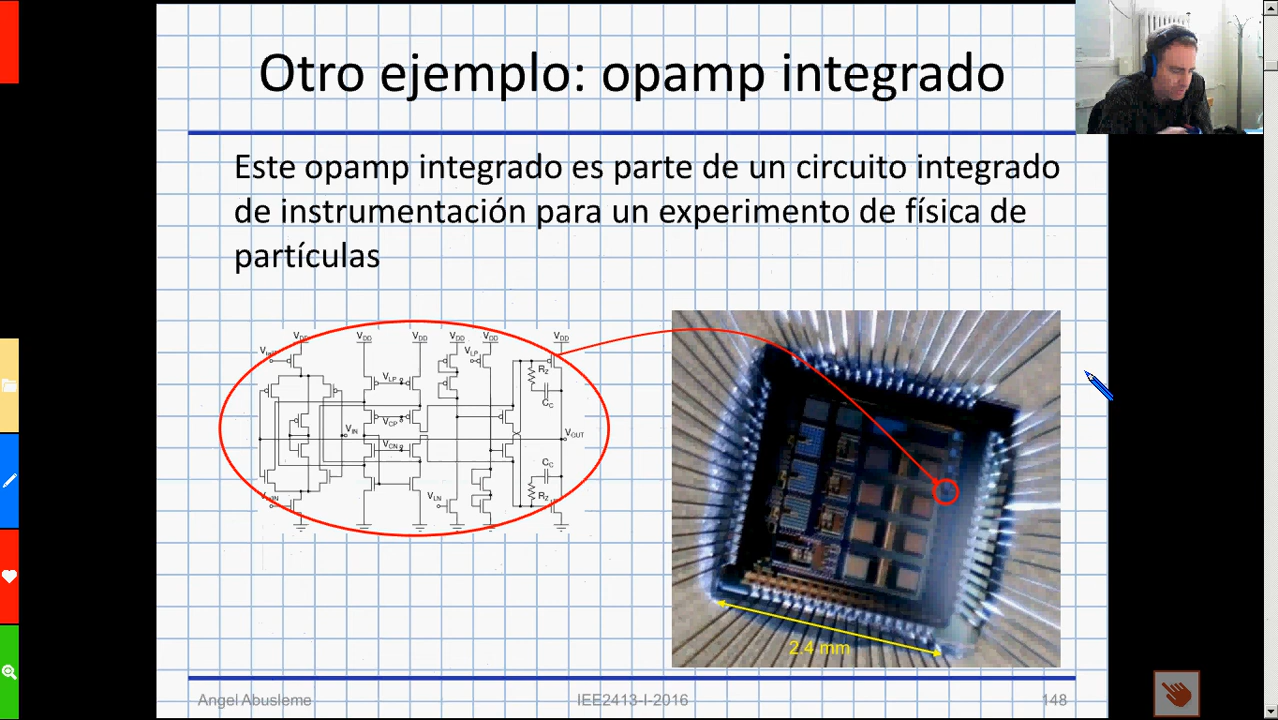 Otro ejemplo: opamp integrado
Este opamp integrado es parte de un circuito integrado
de instrumentación para un experimento de física de
partículas
VDD VDD VDD VDD VDD
VLP
RZ
VLP
CC
VCP
VIN
VOUT
VCN
CC
VLN
RZ
2.4 mm
Angel Abusleme IEE2413-I-2016 148